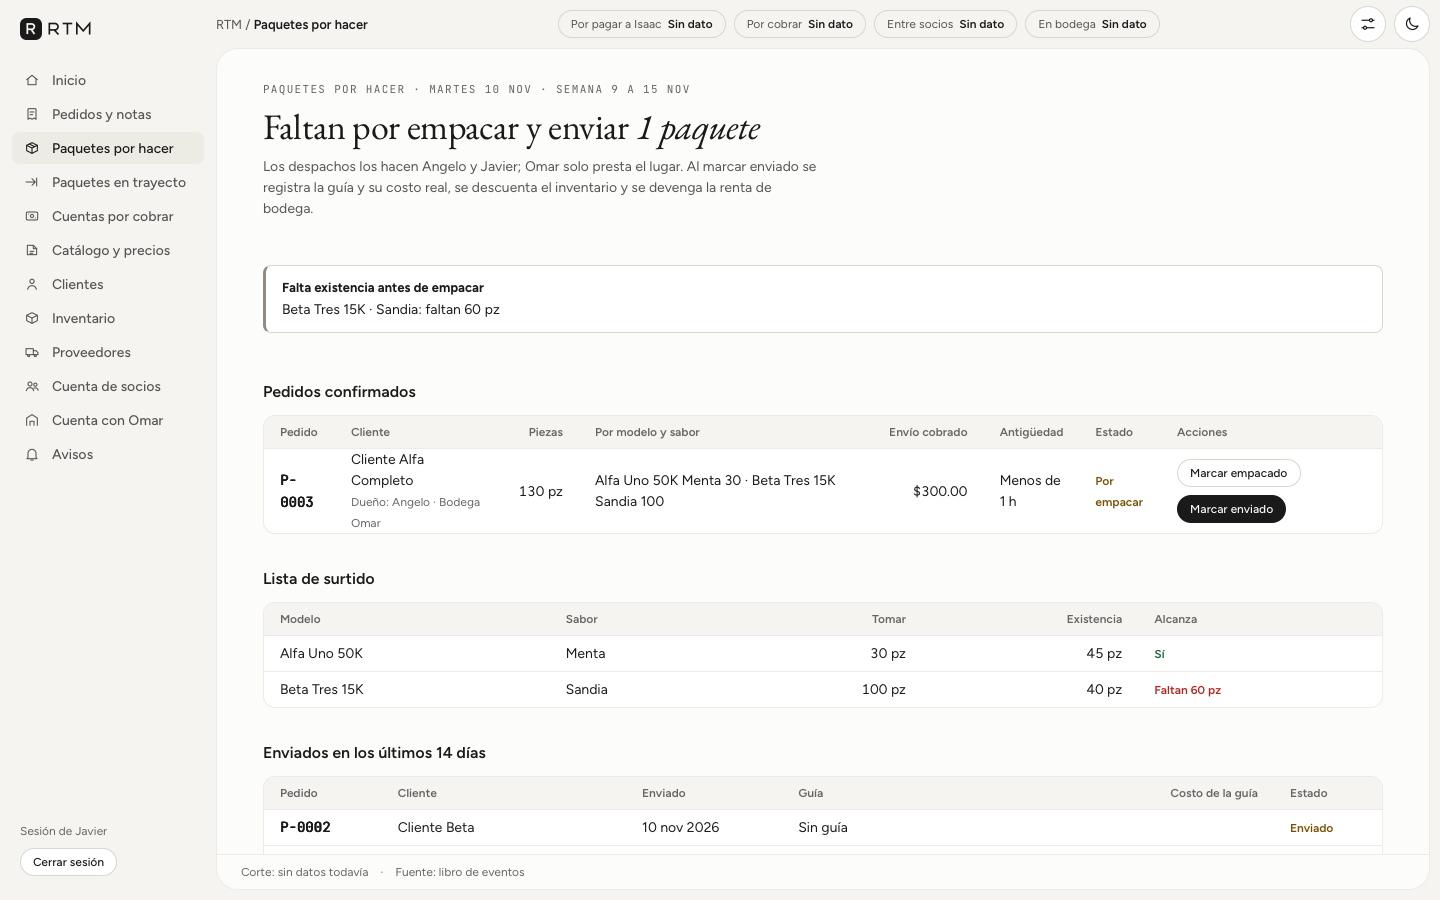 R RTM
RTM / Paquetes por hacer
Por pagar a Isaac Sin dato
Por cobrar Sin dato
Entre socios Sin dato
En bodega Sin dato
Inicio
Pedidos y notas
Paquetes por hacer
Paquetes en trayecto
Cuentas por cobrar
Catálogo y precios
Clientes
Inventario
Proveedores
Cuenta de socios
Cuenta con Omar
Avisos
Sesión de Javier
Cerrar sesión
PAQUETES POR HACER · MARTES 10 NOV · SEMANA 9 A 15 NOV
Faltan por empacar y enviar 1 paquete
Los despachos los hacen Angelo y Javier; Omar solo presta el lugar. Al marcar enviado se
registra la guía y su costo real, se descuenta el inventario y se devenga la renta de
bodega.
Falta existencia antes de empacar
Beta Tres 15K · Sandia: faltan 60 pz
Pedidos confirmados
Pedido Cliente Piezas Por modelo y sabor Envío cobrado Antigüedad Estado Acciones
P-
0003
Cliente Alfa
Completo
Dueño: Angelo · Bodega
Omar
130 pz
Alfa Uno 50K Menta 30 · Beta Tres 15K
Sandia 100
$300.00
Menos de
1 h
Por
empacar
Marcar empacado
Marcar enviado
Lista de surtido
Modelo Sabor Tomar Existencia Alcanza
Alfa Uno 50K Menta 30 pz 45 pz Sí
Beta Tres 15K Sandia 100 pz 40 pz Faltan 60 pz
Enviados en los últimos 14 días
Pedido Cliente Enviado Guía Costo de la guía Estado
P-0002 Cliente Beta 10 nov 2026 Sin guía Enviado
Corte: sin datos todavía · Fuente: libro de eventos